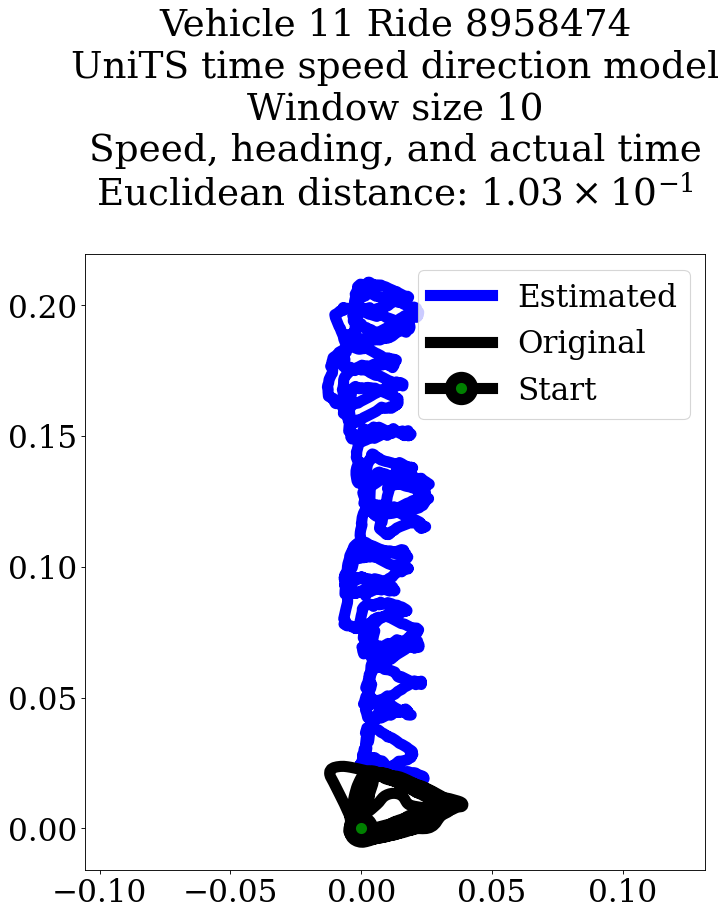 Vehicle 11 Ride 8958474
UniTS time speed direction model
Window size 10
Speed, heading, and actual time
Euclidean distance: 1.03 × 10⁻¹
Estimated
Original
Start
0.20
0.15
0.10
0.05
0.00
−0.10 −0.05 0.00 0.05 0.10